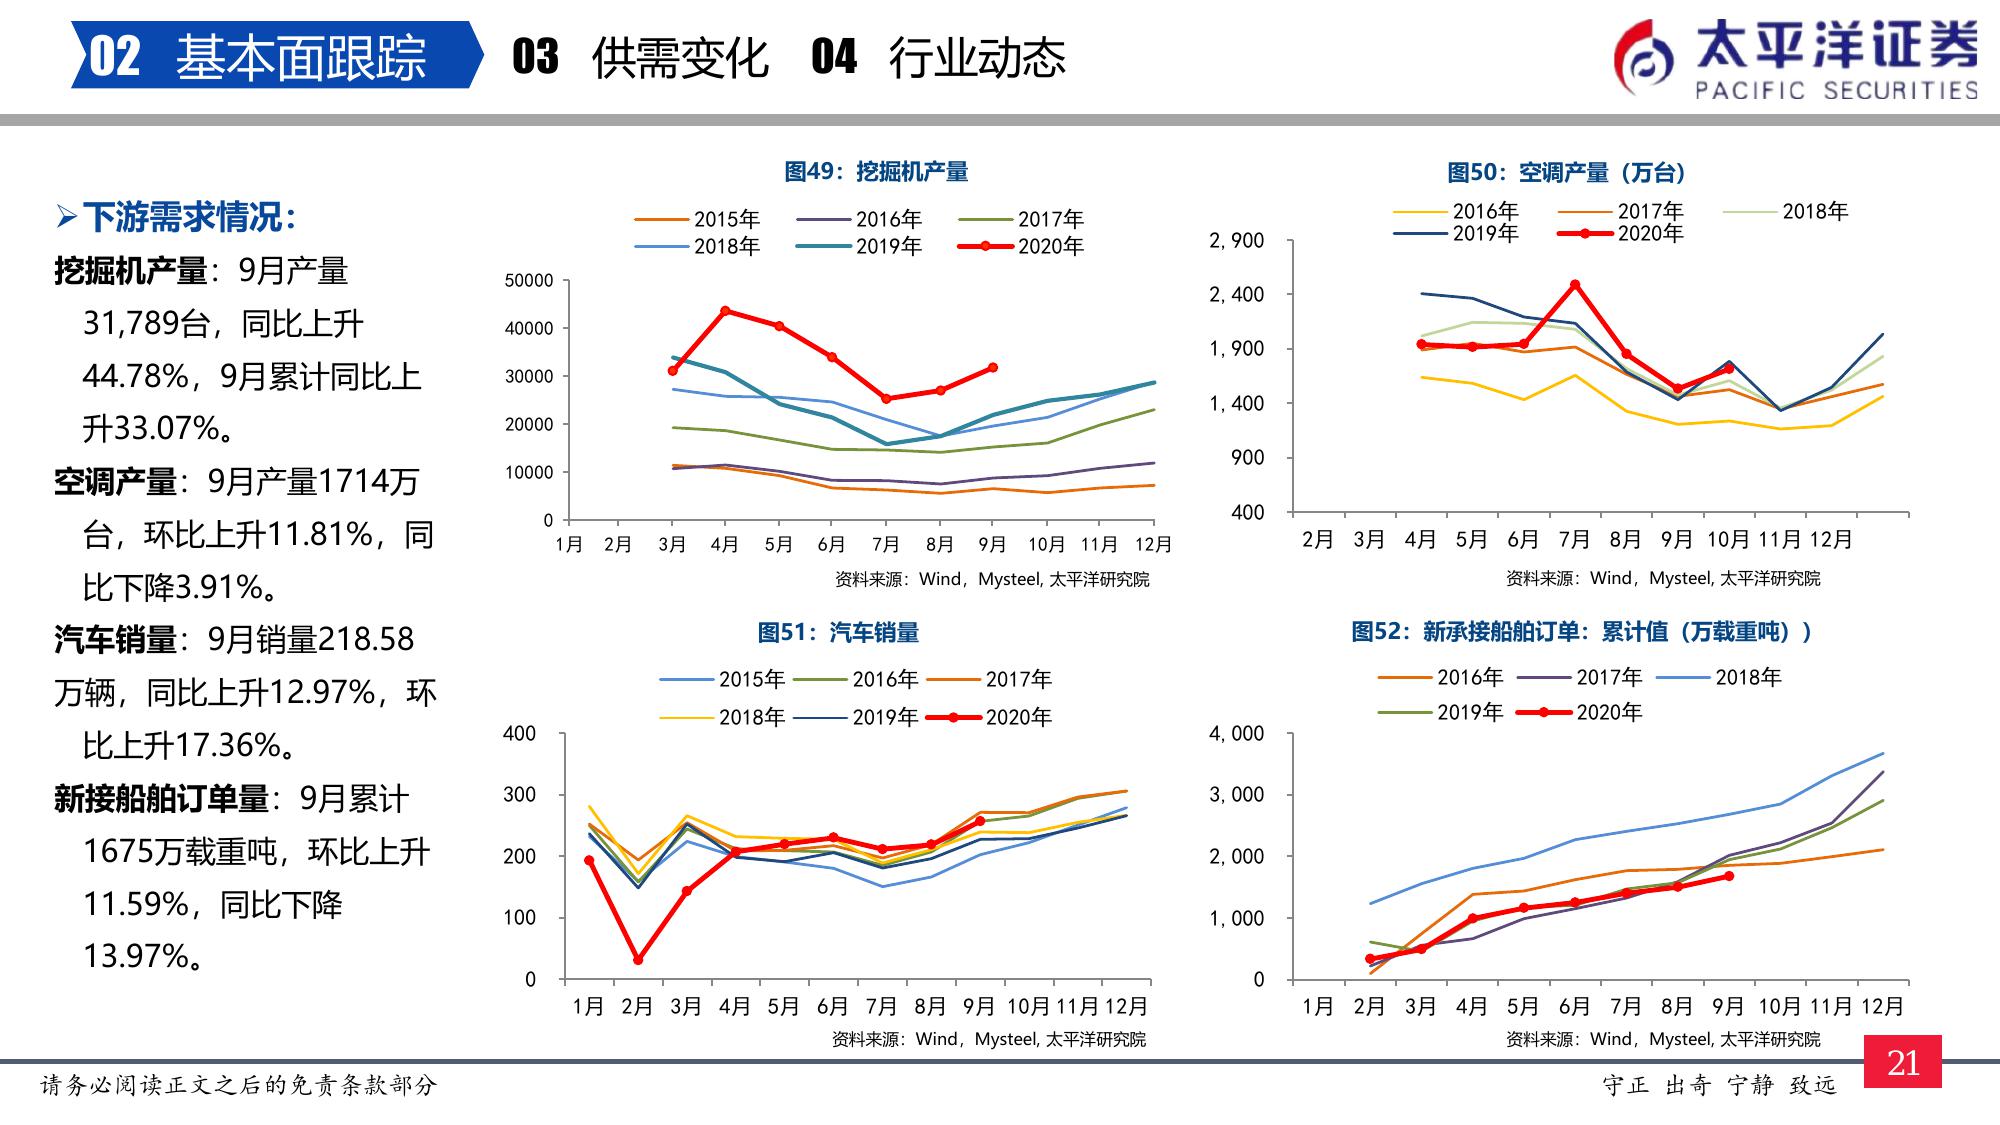 02 基本面跟踪 03 供需变化 04 行业动态
太平洋证券
PACIFIC SECURITIES
➢下游需求情况：
挖掘机产量：9月产量
31,789台，同比上升
44.78%，9月累计同比上
升33.07%。
空调产量：9月产量1714万
台，环比上升11.81%，同
比下降3.91%。
汽车销量：9月销量218.58
万辆，同比上升12.97%，环
比上升17.36%。
新接船舶订单量：9月累计
1675万载重吨，环比上升
11.59%，同比下降
13.97%。
图49：挖掘机产量
2015年 2016年 2017年
2018年 2019年 2020年
50000
40000
30000
20000
10000
0
1月 2月 3月 4月 5月 6月 7月 8月 9月 10月 11月 12月
资料来源：Wind，Mysteel, 太平洋研究院
图50：空调产量（万台）
2016年 2017年 2018年
2019年 2020年
2,900
2,400
1,900
1,400
900
400
2月 3月 4月 5月 6月 7月 8月 9月 10月 11月 12月
资料来源：Wind，Mysteel, 太平洋研究院
图51：汽车销量
2015年 2016年 2017年
2018年 2019年 2020年
400
300
200
100
0
1月 2月 3月 4月 5月 6月 7月 8月 9月 10月 11月 12月
资料来源：Wind，Mysteel, 太平洋研究院
图52：新承接船舶订单：累计值（万载重吨））
2016年 2017年 2018年
2019年 2020年
4,000
3,000
2,000
1,000
0
1月 2月 3月 4月 5月 6月 7月 8月 9月 10月 11月 12月
资料来源：Wind，Mysteel, 太平洋研究院
请务必阅读正文之后的免责条款部分
守正 出奇 宁静 致远
21